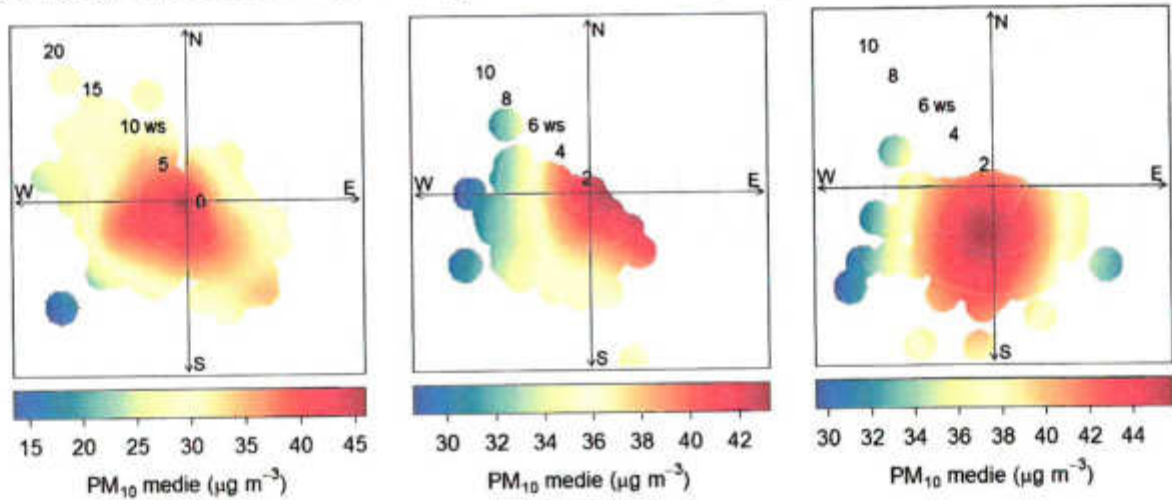 N
20
15
10 ws
5
W
0
E
S
15 20 25 30 35 40 45
PM₁₀ medie (μg m⁻³)
N
10
8
6 ws
4
2
W
E
S
30 32 34 36 38 40 42
PM₁₀ medie (μg m⁻³)
N
10
8
6 ws
4
2
W
E
S
30 32 34 36 38 40 42 44
PM₁₀ medie (μg m⁻³)